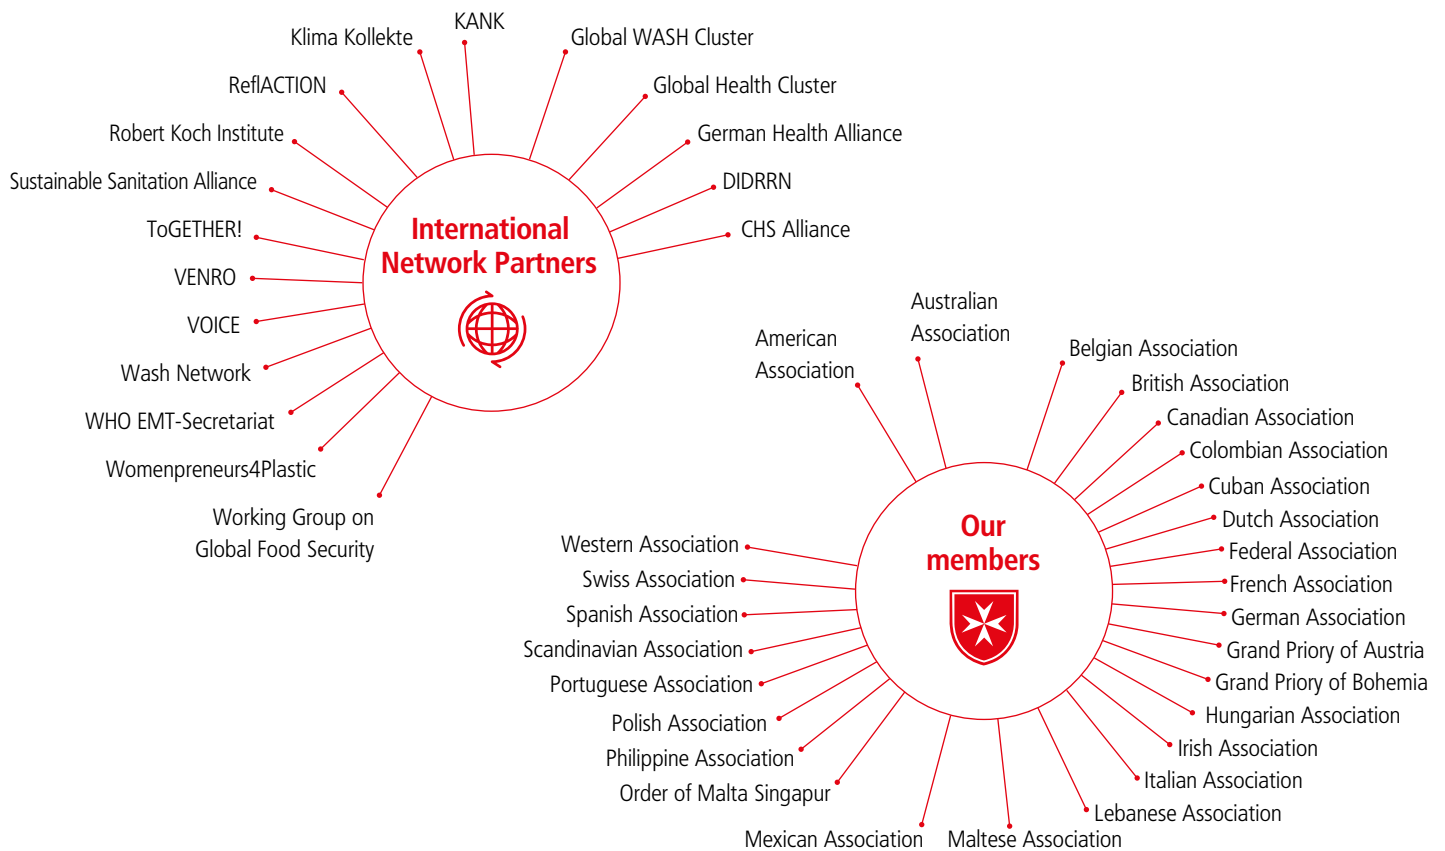 KANK
Klima Kollekte
Global WASH Cluster
ReflACTION
Global Health Cluster
Robert Koch Institute
German Health Alliance
Sustainable Sanitation Alliance
DIDRRN
ToGETHER!
CHS Alliance
International
Network Partners
VENRO
VOICE
Wash Network
WHO EMT-Secretariat
Womenpreneurs4Plastic
Working Group on
Global Food Security
American
Association
Australian
Association
Belgian Association
British Association
Canadian Association
Colombian Association
Cuban Association
Dutch Association
Federal Association
French Association
German Association
Grand Priory of Austria
Grand Priory of Bohemia
Hungarian Association
Irish Association
Italian Association
Lebanese Association
Maltese Association
Mexican Association
Order of Malta Singapur
Philippine Association
Polish Association
Portuguese Association
Scandinavian Association
Spanish Association
Swiss Association
Western Association
Our
members